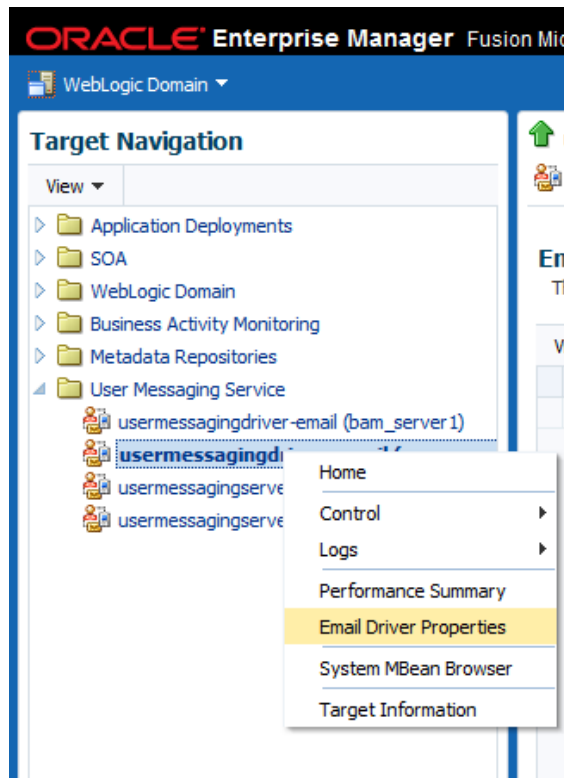 ORACLE Enterprise Manager Fusion Mic
WebLogic Domain
Target Navigation
View
Application Deployments
SOA
WebLogic Domain
Business Activity Monitoring
Metadata Repositories
User Messaging Service
usermessagingdriver-email (bam_server1)
usermessagingd
usermessagingserve
usermessagingserve
Home
Control
Logs
Performance Summary
Email Driver Properties
System MBean Browser
Target Information
En